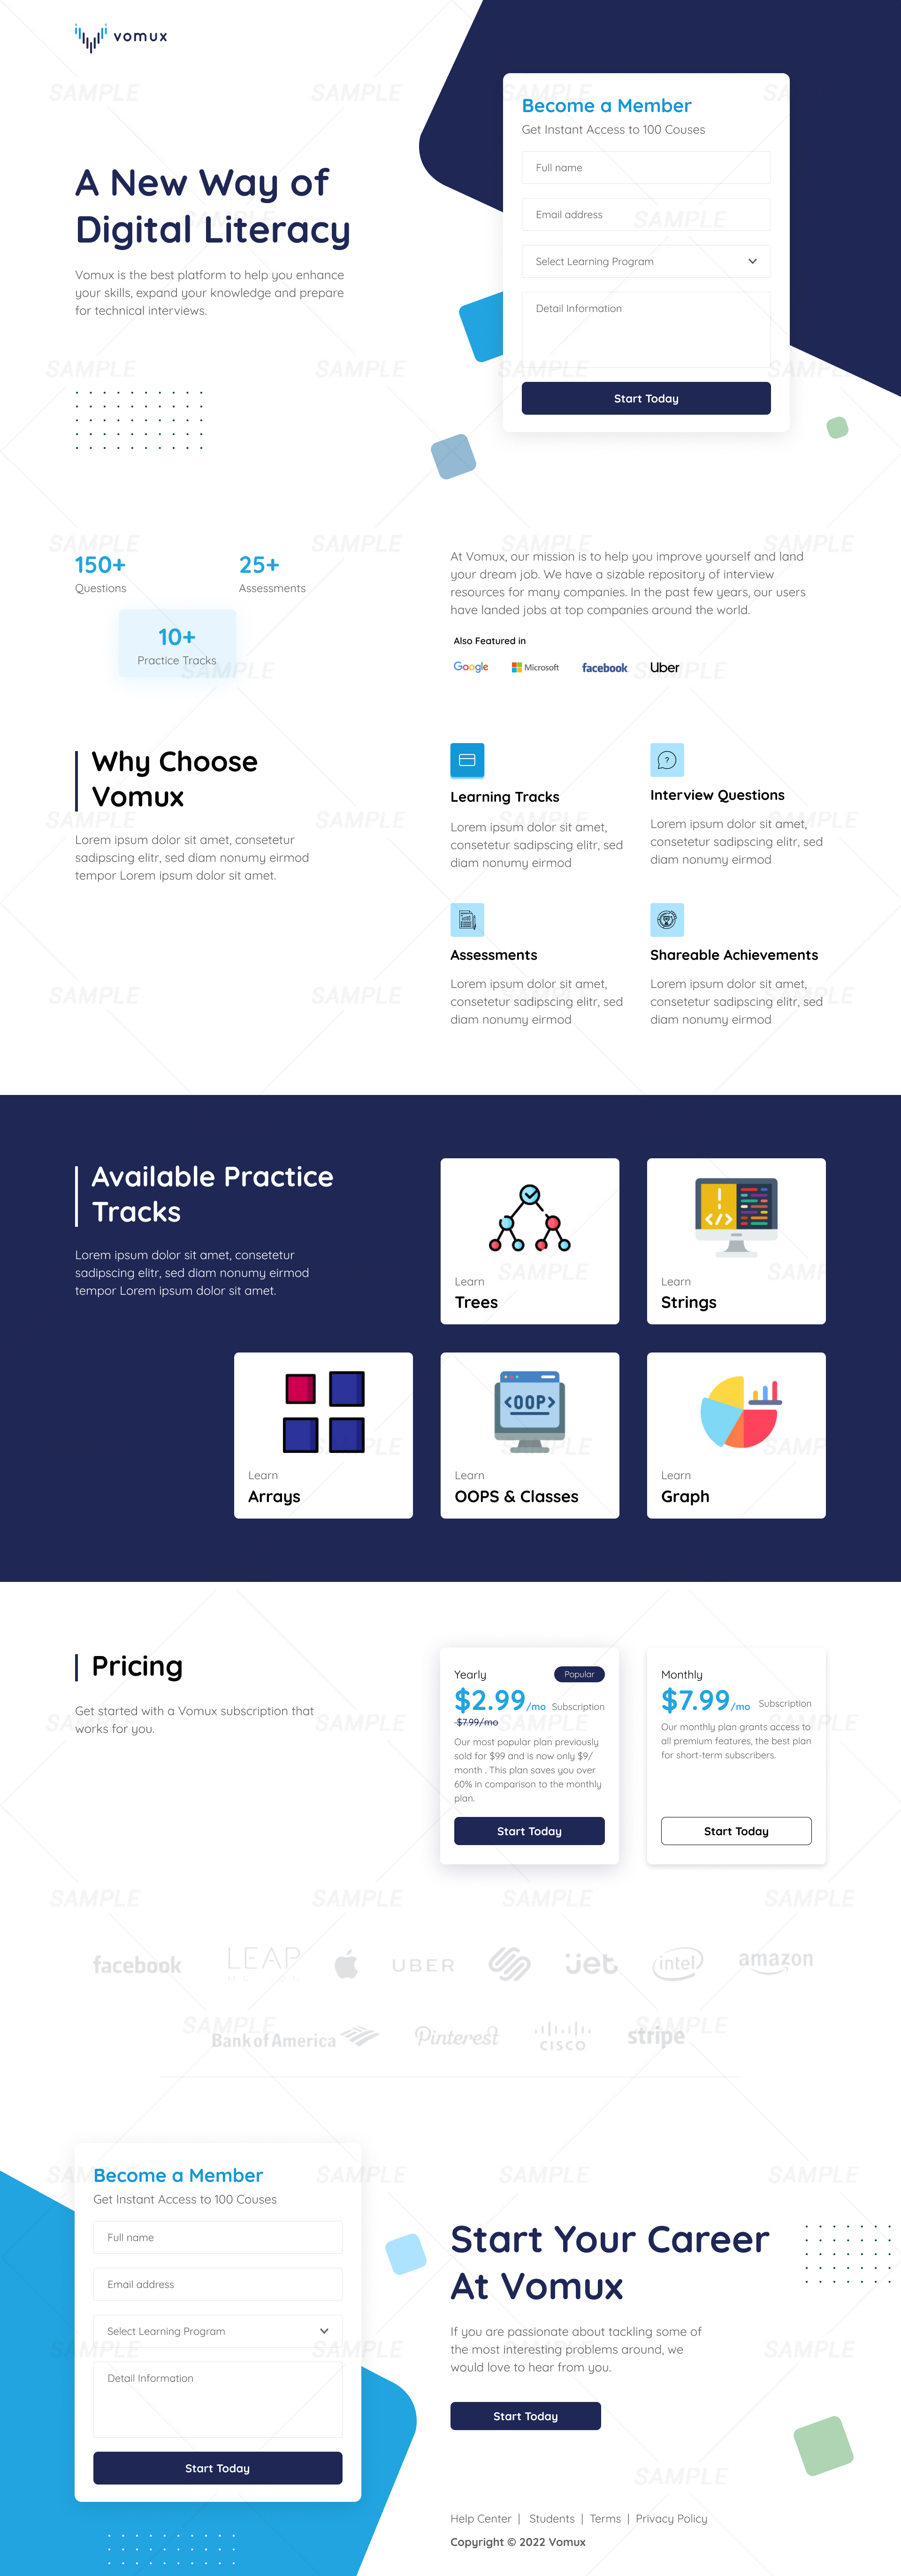 vomux
Become a Member
Get Instant Access to 100 Couses
Full name
Email address
Select Learning Program
Detail Information
Start Today
A New Way of
Digital Literacy
Vomux is the best platform to help you enhance
your skills, expand your knowledge and prepare
for technical interviews.
150+
Questions
25+
Assessments
10+
Practice Tracks
At Vomux, our mission is to help you improve yourself and land
your dream job. We have a sizable repository of interview
resources for many companies. In the past few years, our users
have landed jobs at top companies around the world.
Also Featured in
Google
Microsoft
facebook
Uber
Why Choose
Vomux
Lorem ipsum dolor sit amet, consetetur
sadipscing elitr, sed diam nonumy eirmod
tempor Lorem ipsum dolor sit amet.
Learning Tracks
Lorem ipsum dolor sit amet,
consetetur sadipscing elitr, sed
diam nonumy eirmod
?
Interview Questions
Lorem ipsum dolor sit amet,
consetetur sadipscing elitr, sed
diam nonumy eirmod
Assessments
Lorem ipsum dolor sit amet,
consetetur sadipscing elitr, sed
diam nonumy eirmod
Shareable Achievements
Lorem ipsum dolor sit amet,
consetetur sadipscing elitr, sed
diam nonumy eirmod
Available Practice
Tracks
Lorem ipsum dolor sit amet, consetetur
sadipscing elitr, sed diam nonumy eirmod
tempor Lorem ipsum dolor sit amet.
Learn
Trees
! </>
Learn
Strings
Learn
Arrays
<OOP>
Learn
OOPS & Classes
Learn
Graph
Pricing
Get started with a Vomux subscription that
works for you.
Yearly
Popular
$2.99/mo Subscription
-$7.99/mo
Our most popular plan previously
sold for $99 and is now only $9/
month . This plan saves you over
60% in comparison to the monthly
plan.
Start Today
Monthly
$7.99/mo Subscription
Our monthly plan grants access to
all premium features, the best plan
for short-term subscribers.
Start Today
facebook
LEAP
MOTION
UBER
jet
intel
amazon
Bank of America
Pinterest
CISCO
stripe
Become a Member
Get Instant Access to 100 Couses
Full name
Email address
Select Learning Program
Detail Information
Start Today
Start Your Career
At Vomux
If you are passionate about tackling some of
the most interesting problems around, we
would love to hear from you.
Start Today
Help Center | Students | Terms | Privacy Policy
Copyright © 2022 Vomux
SAMPLE